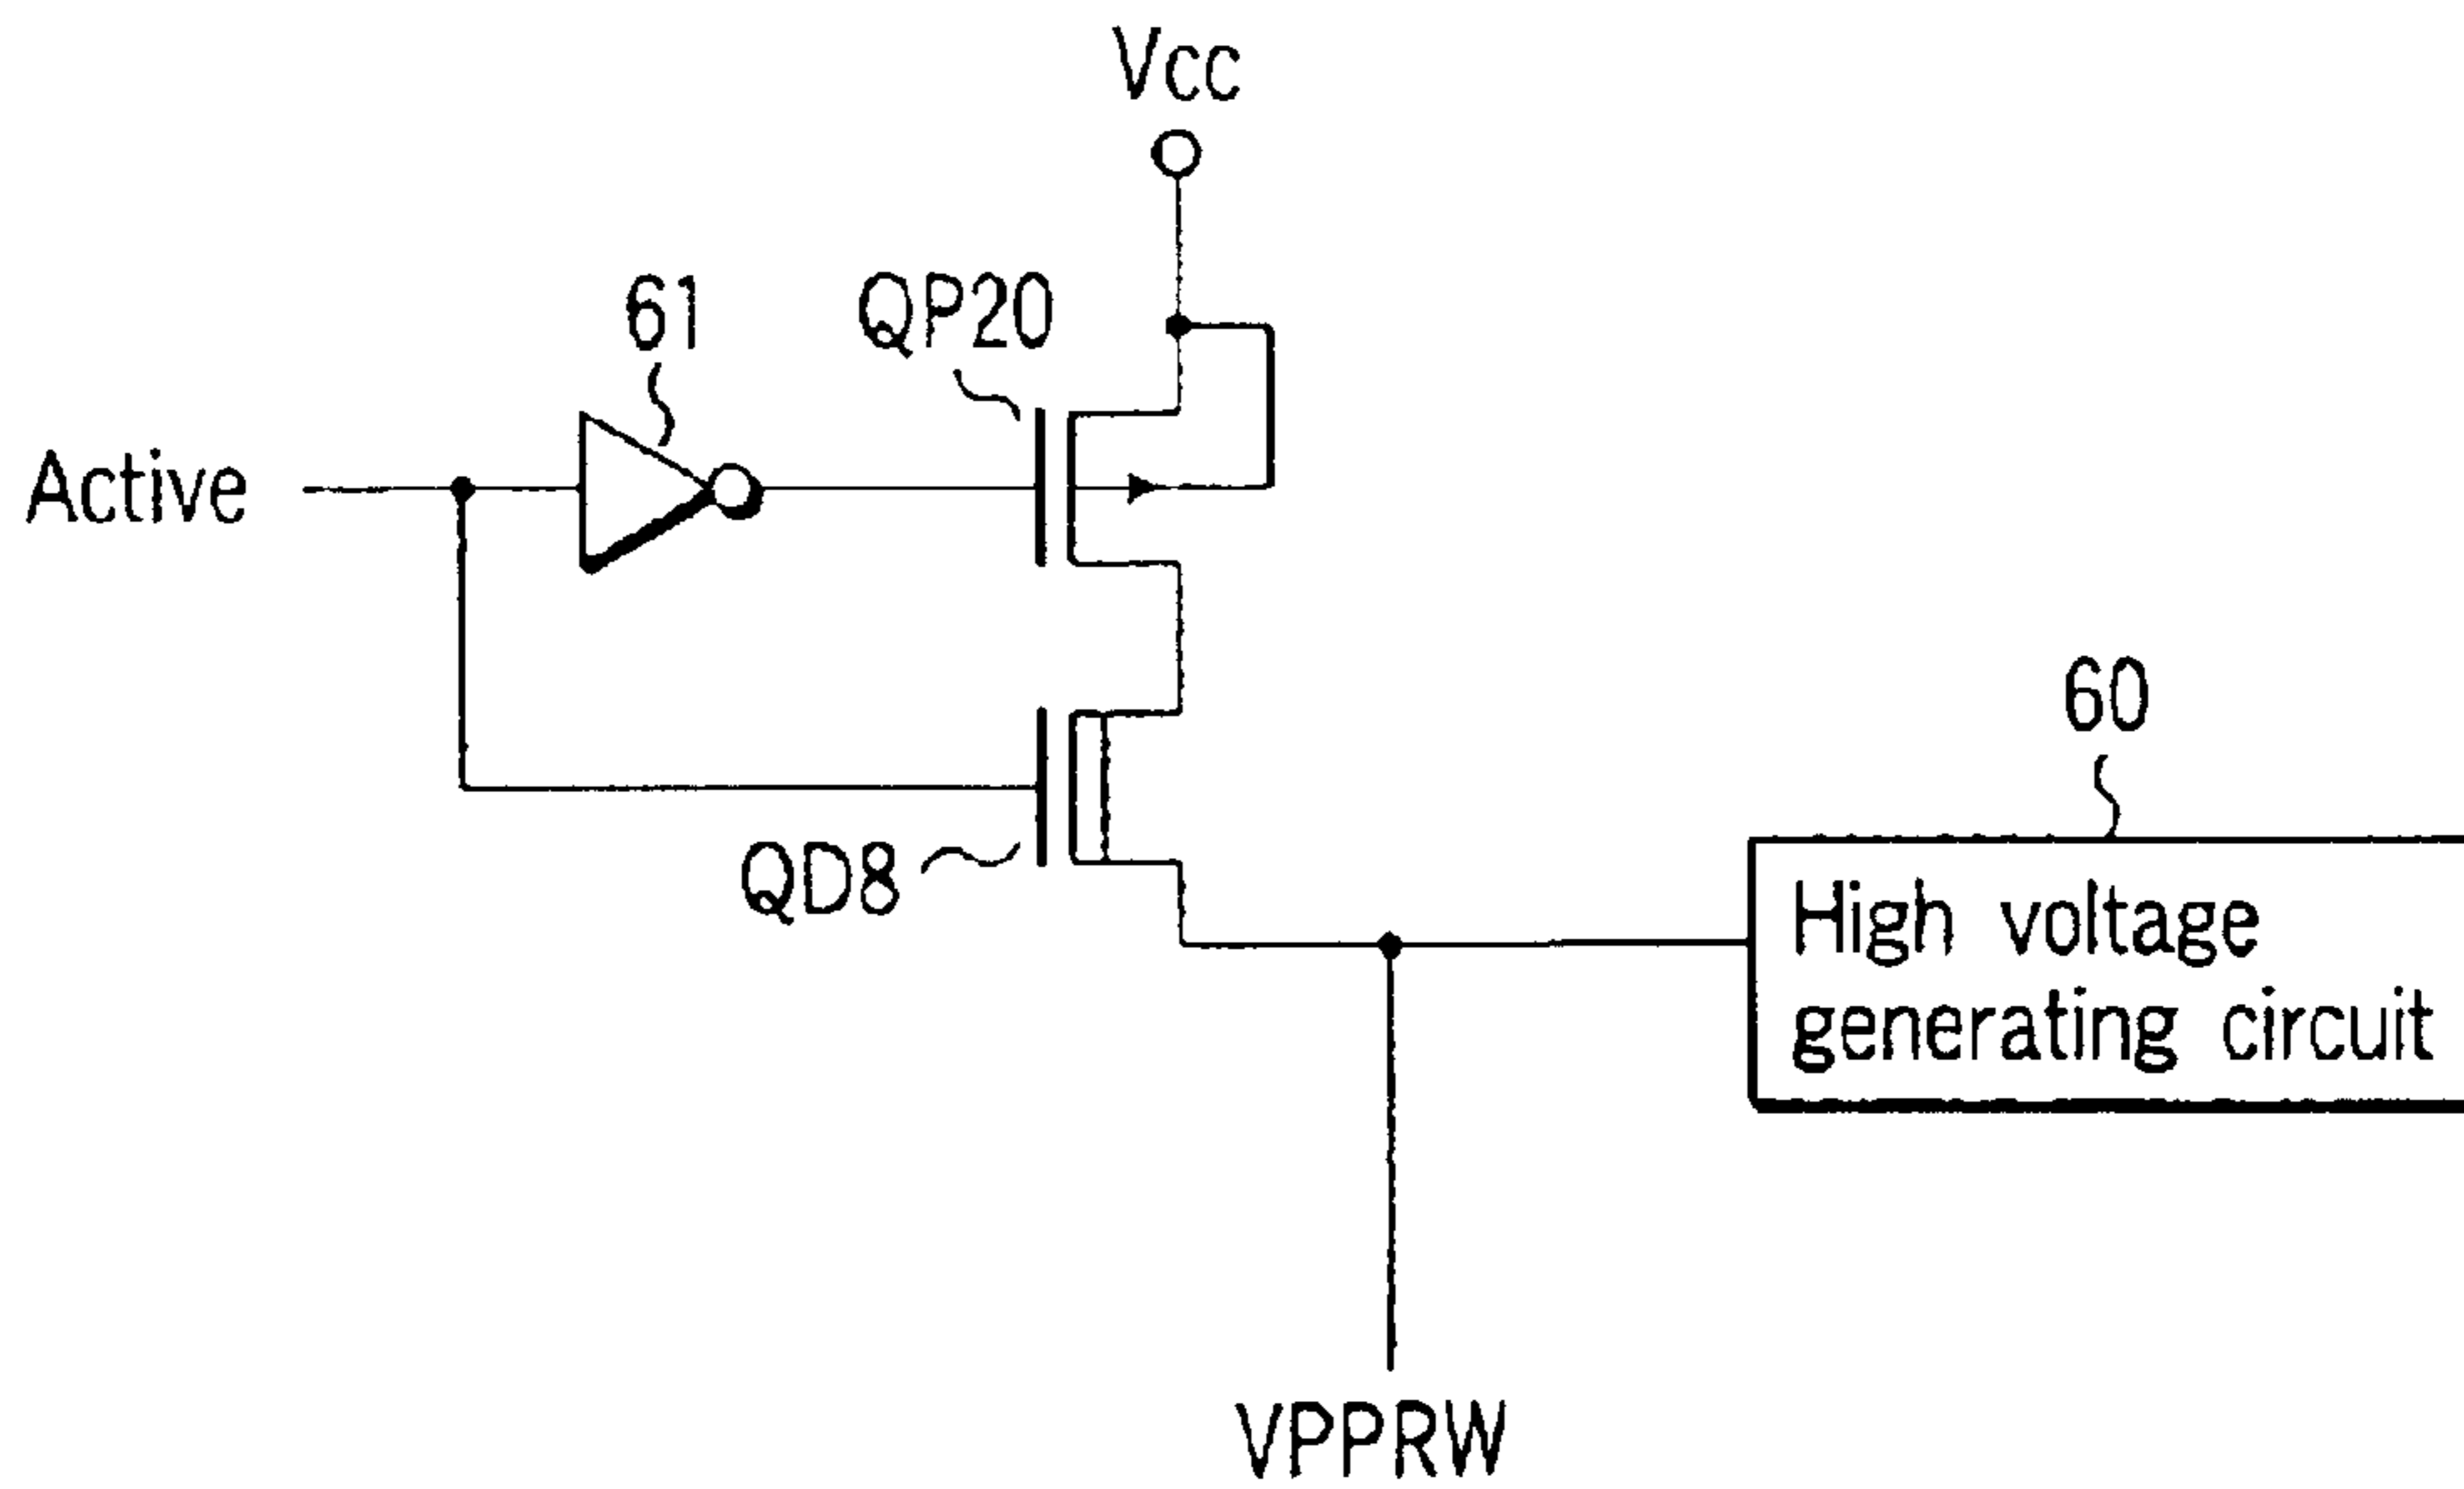 Vcc
61
QP20
Active
60
QD8
High voltage
generating circuit
VPPRW